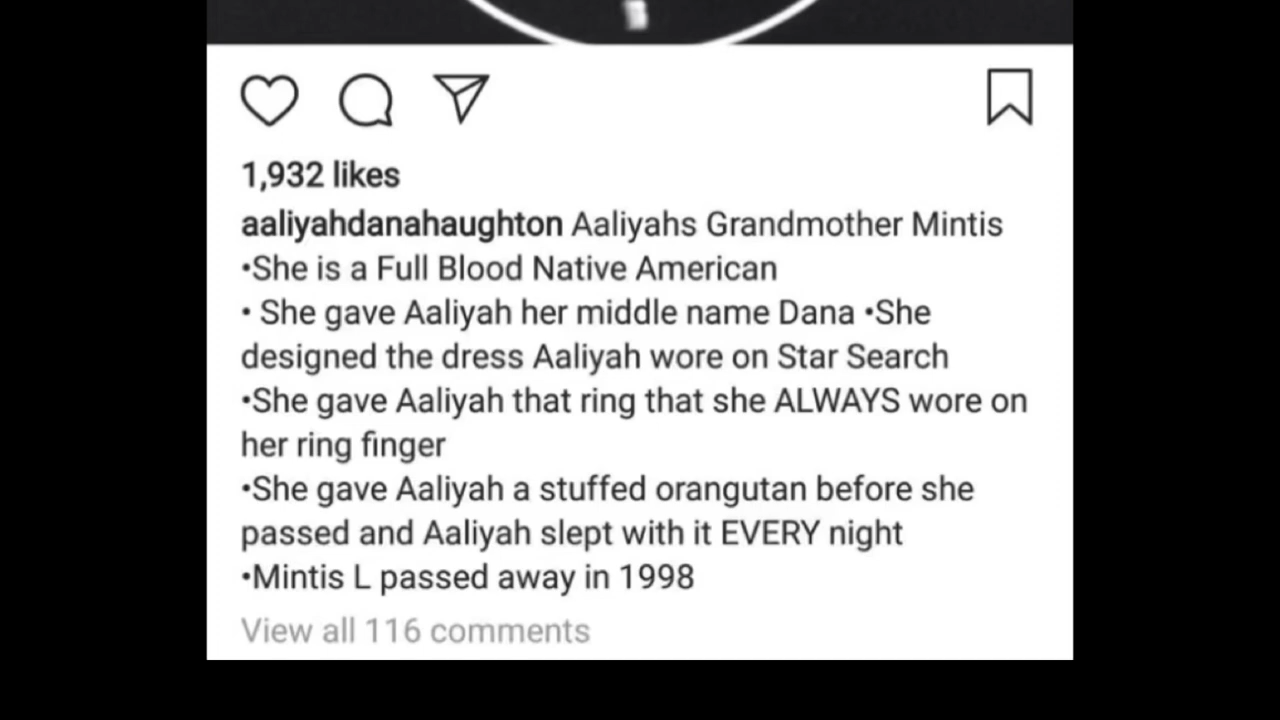 1,932 likes
aaliyahdanahaughton Aaliyahs Grandmother Mintis
•She is a Full Blood Native American
• She gave Aaliyah her middle name Dana •She
designed the dress Aaliyah wore on Star Search
•She gave Aaliyah that ring that she ALWAYS wore on
her ring finger
•She gave Aaliyah a stuffed orangutan before she
passed and Aaliyah slept with it EVERY night
•Mintis L passed away in 1998
View all 116 comments